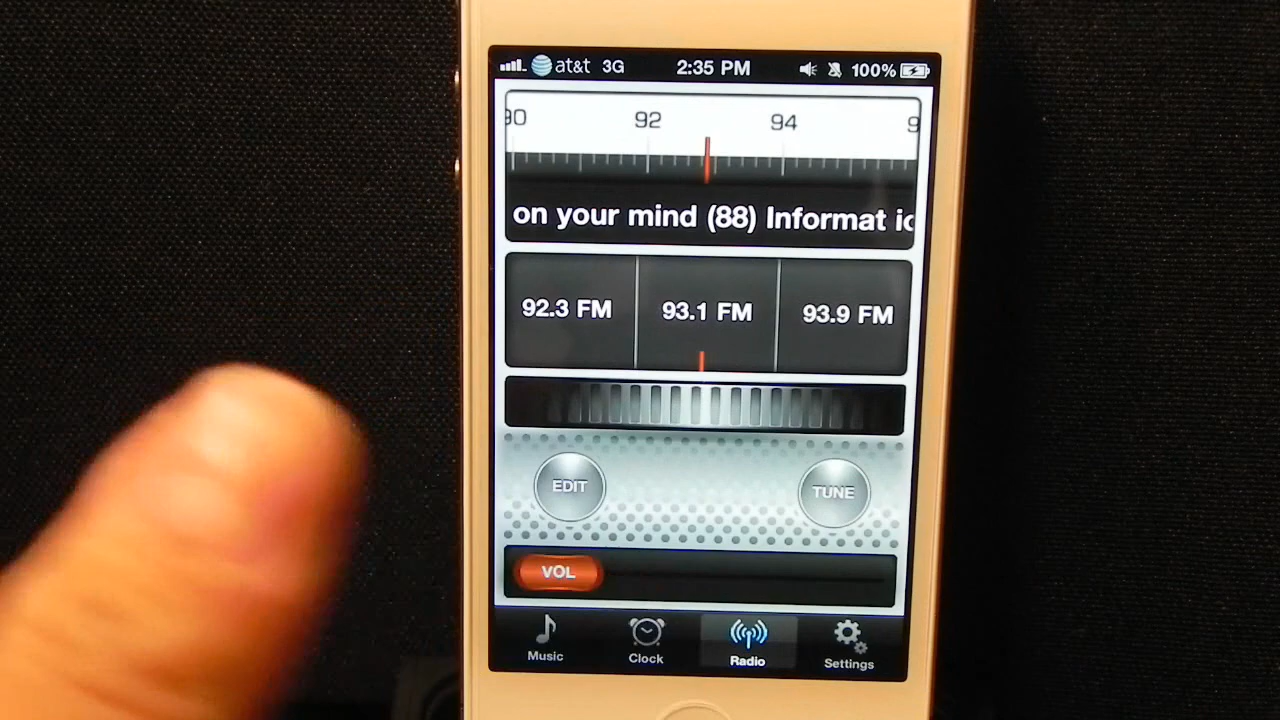 at&t 3G 2:35 PM 100%
90 92 94 9
on your mind (88) Informat ic
92.3 FM 93.1 FM 93.9 FM
EDIT TUNE
VOL
Music Clock Radio Settings